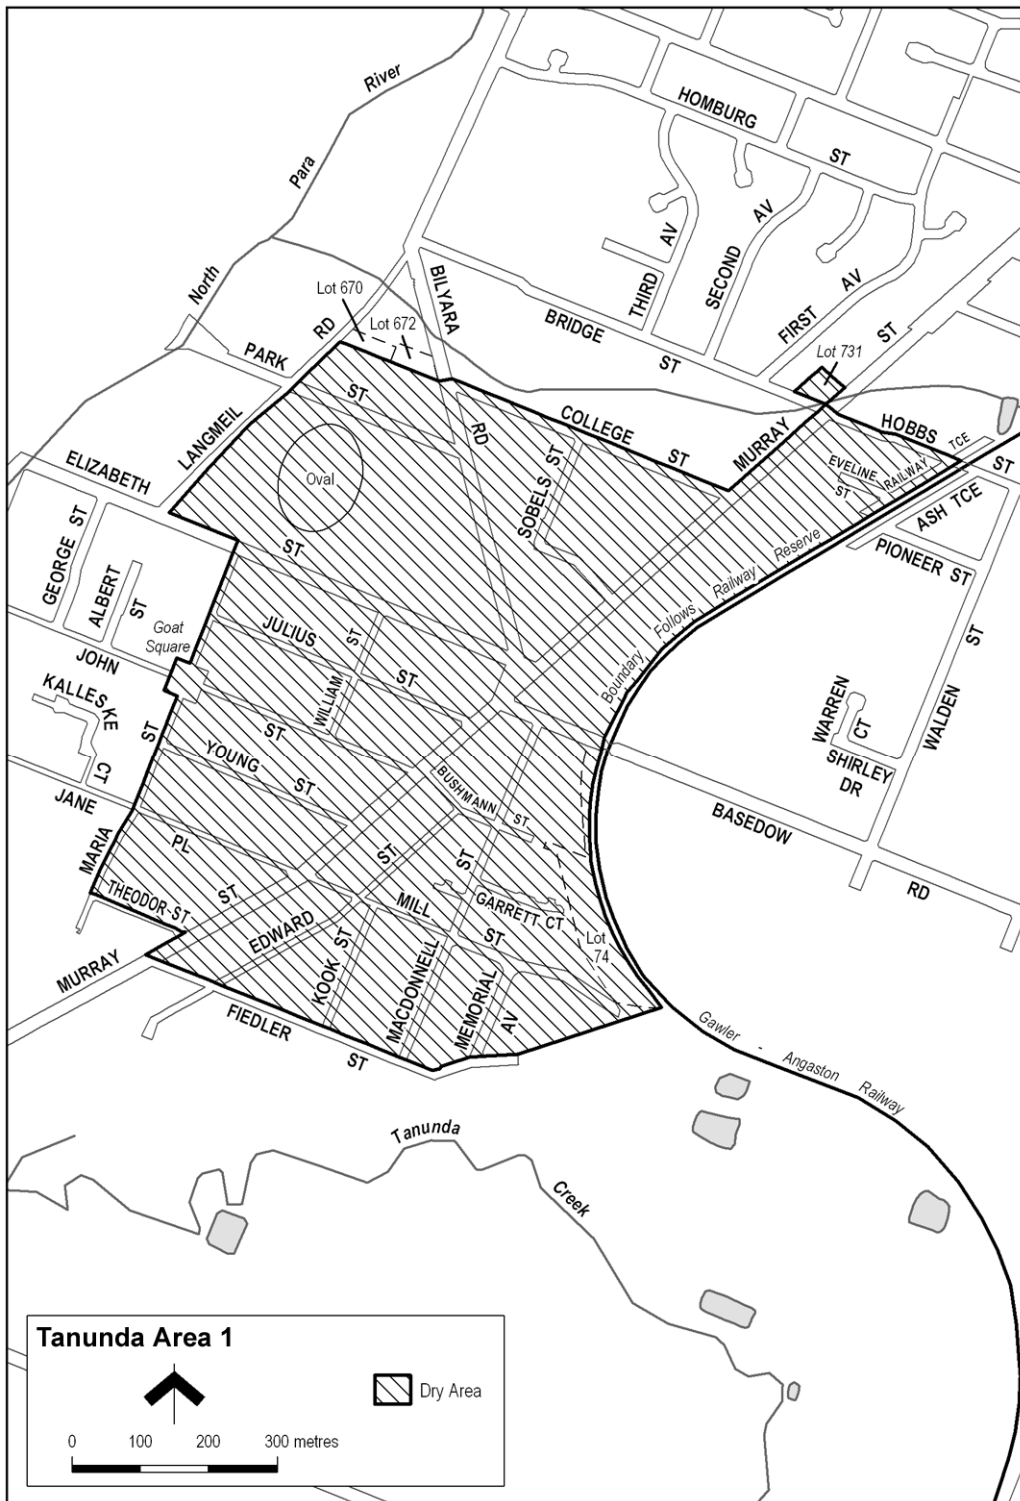 River
HOMBURG
ST
Para
AV
AV
THIRD
SECOND
AV
FIRST
ST
North
BILYARA
RD
Lot 670
RD
Lot 672
BRIDGE
ST
Lot 731
PARK
ST
LANGMEIL
COLLEGE
ST
MURRAY
HOBBS
ST
TCE
EVELINE
ST
RAILWAY
ASH TCE
PIONEER ST
ELIZABETH
ST
Oval
SOBELS ST
GEORGE ST
ALBERT
ST
Goat
Square
JULIUS
ST
ST
WILLIAM
Boundary Follows Railway Reserve
ST
WALDEN
JOHN
ST
KALLESKE
CT
ST
YOUNG
ST
WARREN
CT
SHIRLEY
DR
JANE
PL
BUSHMANN
ST
BASEDOW
RD
MARIA
THEODOR ST
ST
ST
MILL
ST
GARRETT CT
ST
EDWARD
KOOK ST
MACDONNELL
MEMORIAL
AV
Lot
74
MURRAY
FIEDLER
ST
Gawler - Angaston Railway
Tanunda
Creek
Tanunda Area 1
Dry Area
0 100 200 300 metres